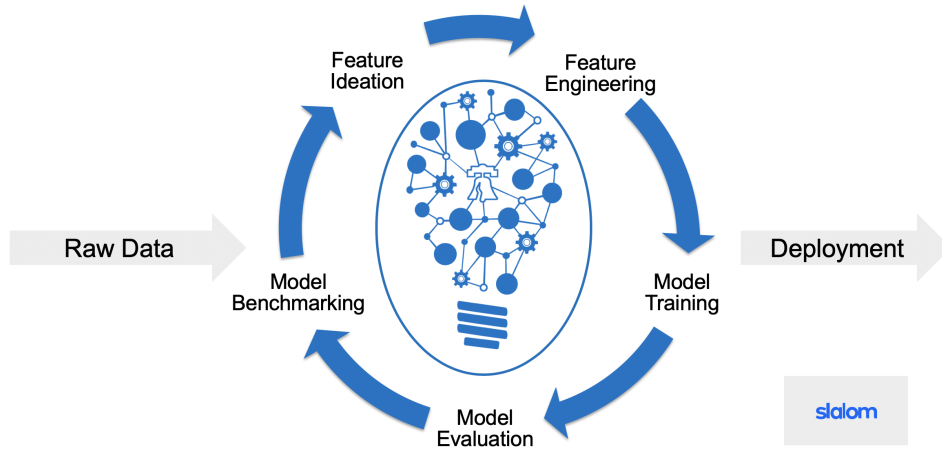 Feature
Ideation
Feature
Engineering
Raw Data
Deployment
Model
Benchmarking
Model
Training
Model
Evaluation
slalom